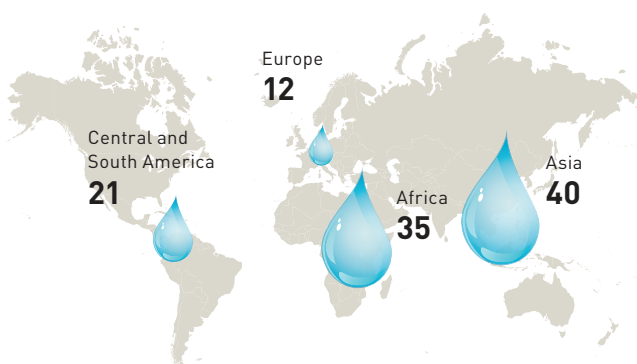 Europe
12
Central and
South America
21
Asia
40
Africa
35